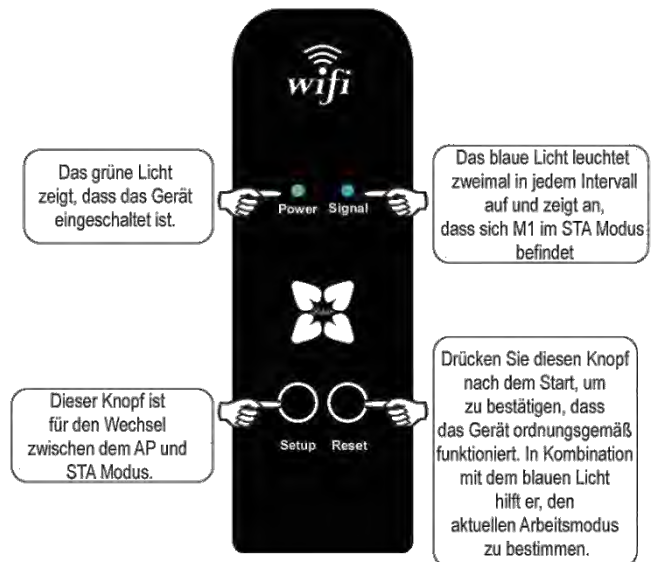 wifi
Das grüne Licht
zeigt, dass das Gerät
eingeschaltet ist.
Power Signal
Das blaue Licht leuchtet
zweimal in jedem Intervall
auf und zeigt an,
dass sich M1 im STA Modus
befindet
Dieser Knopf ist
für den Wechsel
zwischen dem AP und
STA Modus.
Setup Reset
Drücken Sie diesen Knopf
nach dem Start, um
zu bestätigen, dass
das Gerät ordnungsgemäß
funktioniert. In Kombination
mit dem blauen Licht
hilft er, den
aktuellen Arbeitsmodus
zu bestimmen.